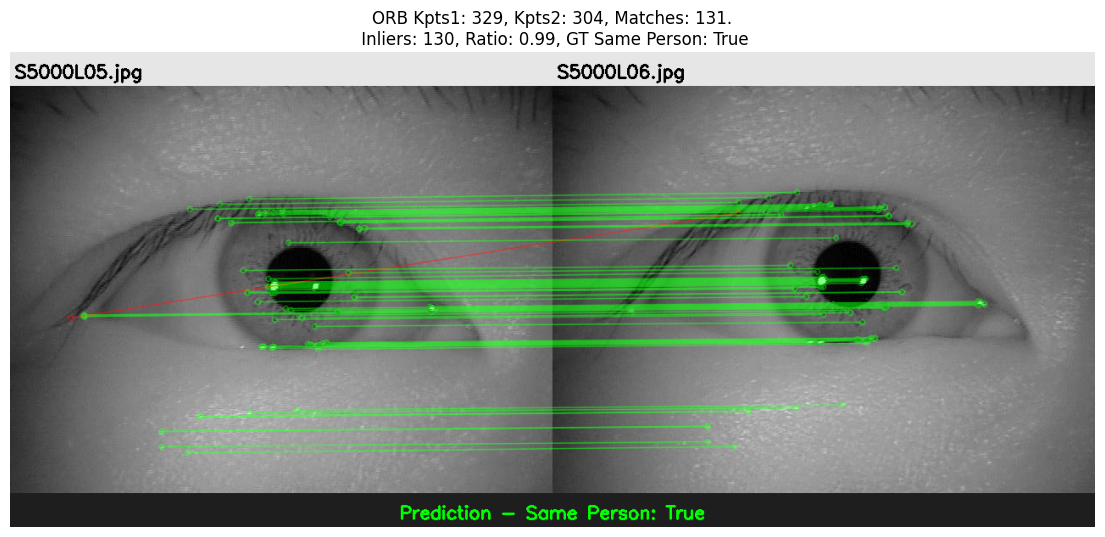 ORB Kpts1: 329, Kpts2: 304, Matches: 131.
Inliers: 130, Ratio: 0.99, GT Same Person: True
S5000L05.jpg
S5000L06.jpg
Prediction - Same Person: True